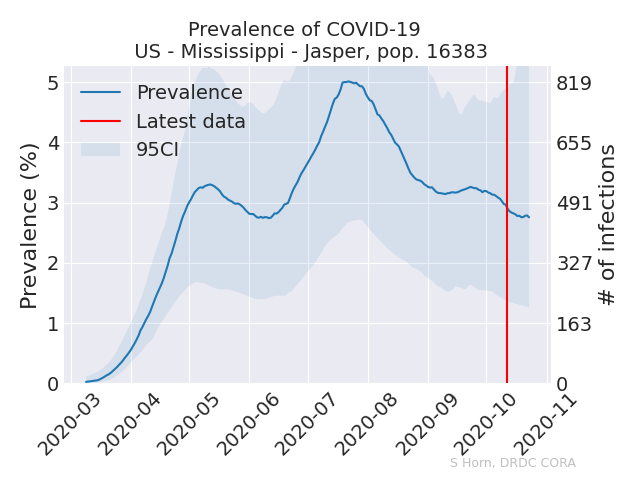 Prevalence of COVID-19
US - Mississippi - Jasper, pop. 16383
Prevalence
Latest data
95CI
Prevalence (%)
5
4
3
2
1
0
819
655
491
327
163
0
# of infections
2020-03
2020-04
2020-05
2020-06
2020-07
2020-08
2020-09
2020-10
2020-11
S Horn, DRDC CORA